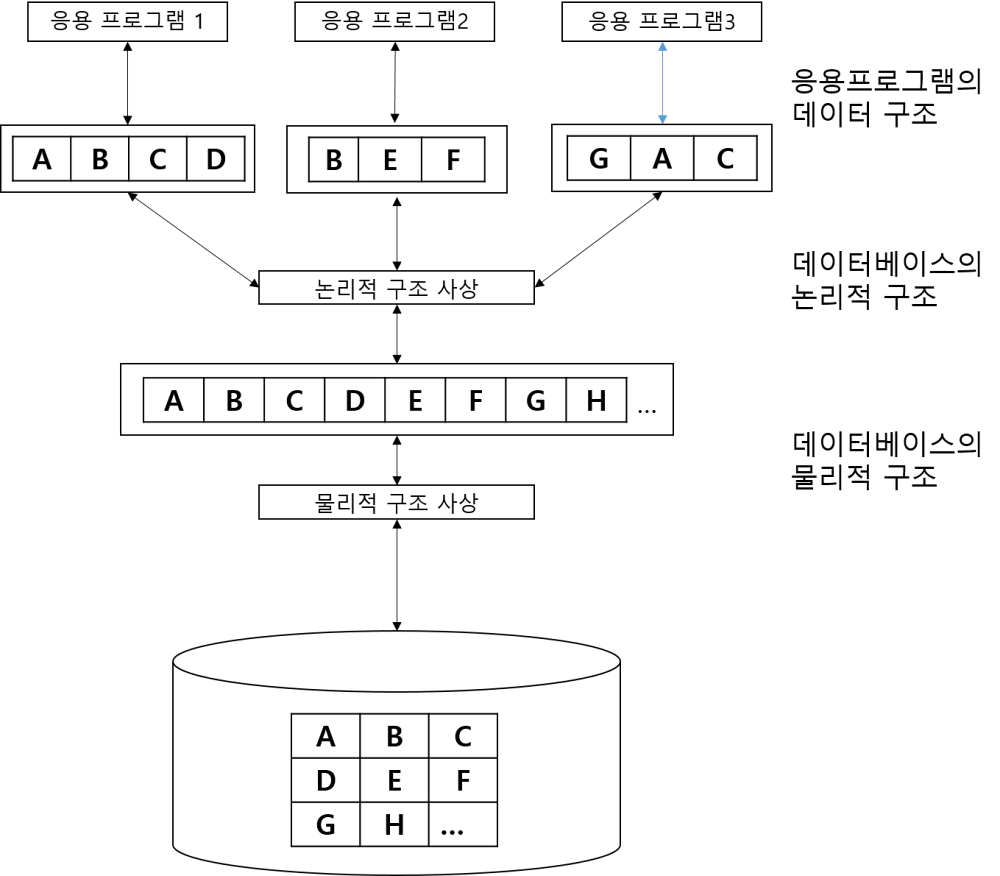 응용 프로그램 1
응용 프로그램2
응용 프로그램3
응용프로그램의
데이터 구조
A B C D
B E F
G A C
데이터베이스의
논리적 구조
논리적 구조 사상
A B C D E F G H ...
데이터베이스의
물리적 구조
물리적 구조 사상
A B C
D E F
G H ...